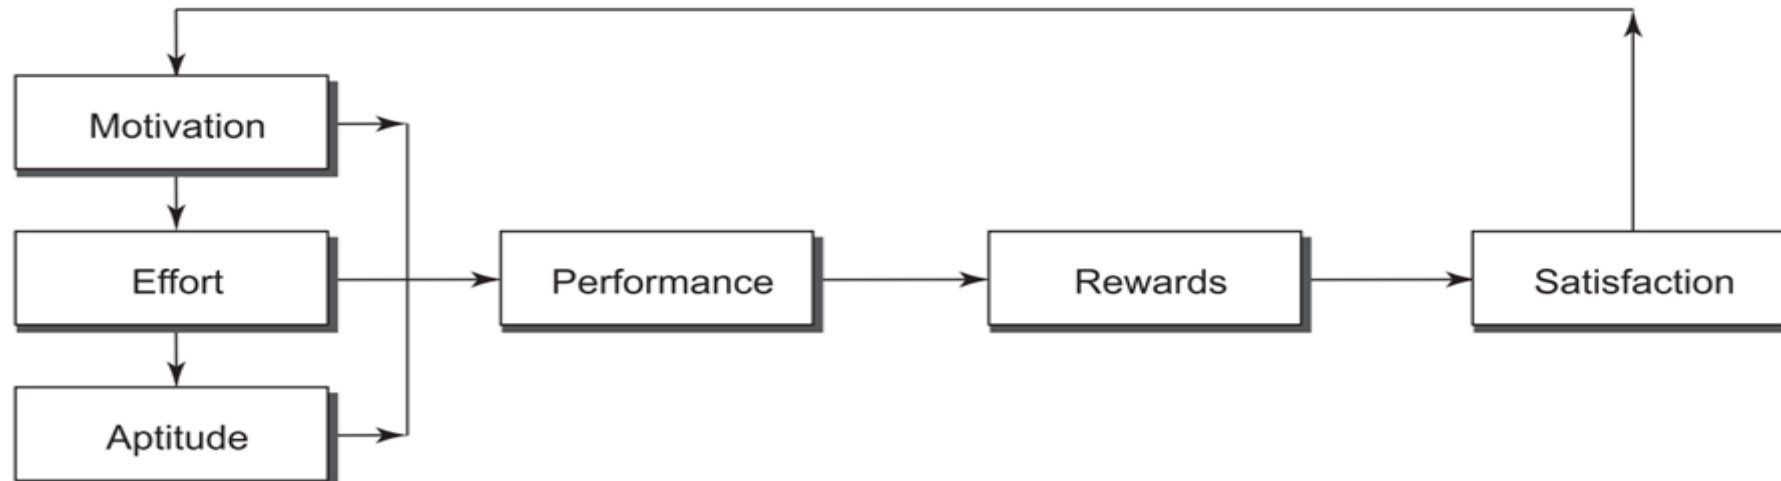 Motivation
Effort
Performance
Rewards
Satisfaction
Aptitude